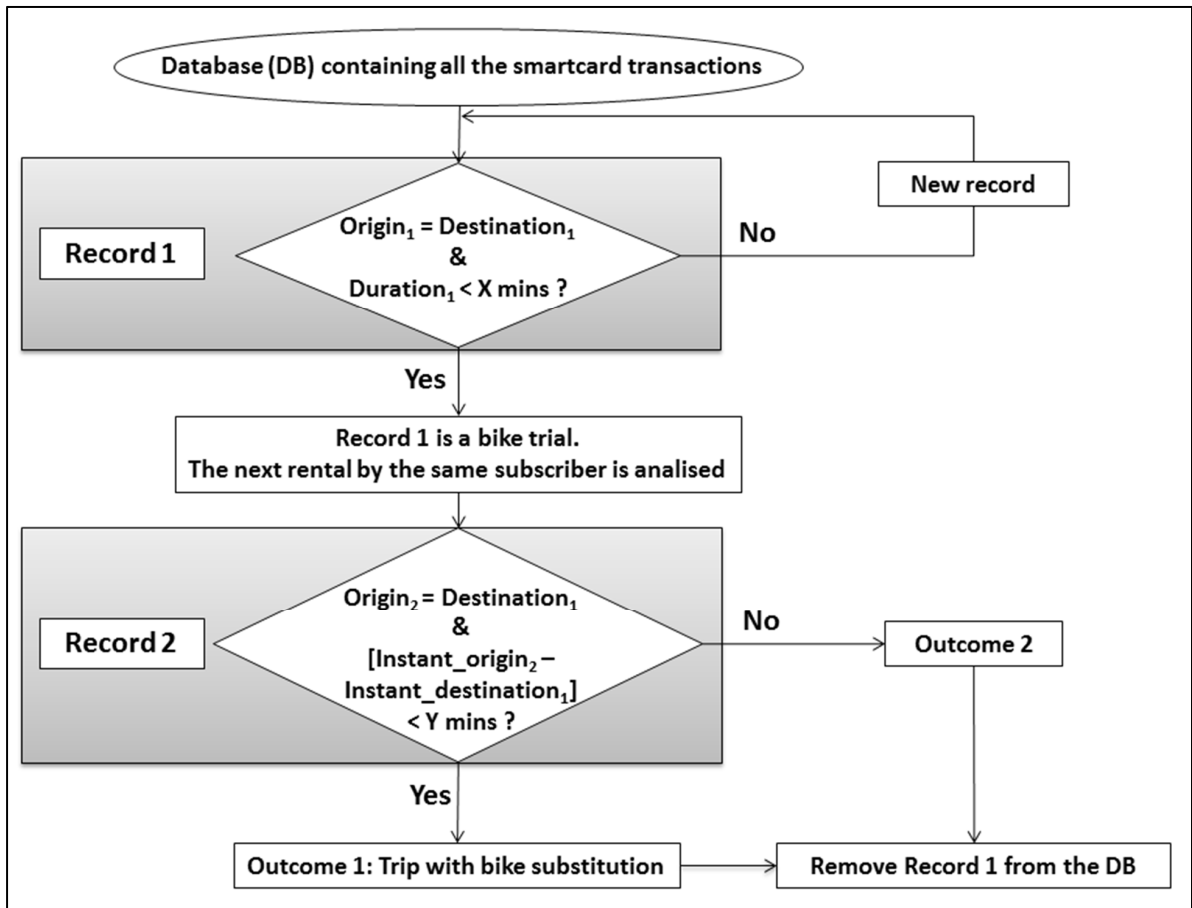 Database (DB) containing all the smartcard transactions
New record
Record 1
Origin₁ = Destination₁
&
Duration₁ < X mins ?
No
Yes
Record 1 is a bike trial.
The next rental by the same subscriber is analised
Record 2
Origin₂ = Destination₁
&
[Instant_origin₂ –
Instant_destination₁]
< Y mins ?
No
Outcome 2
Yes
Outcome 1: Trip with bike substitution
Remove Record 1 from the DB